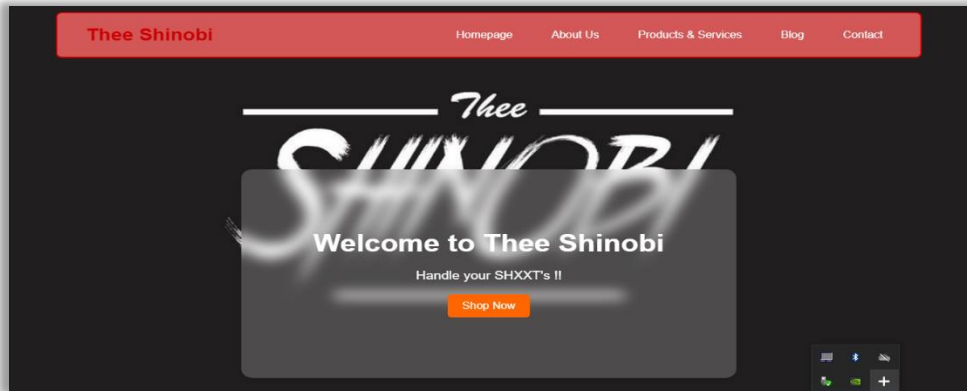 Thee Shinobi Homepage About Us Products & Services Blog Contact
Thee
SHINOBI
Welcome to Thee Shinobi
Handle your SHXXT's !!
Shop Now